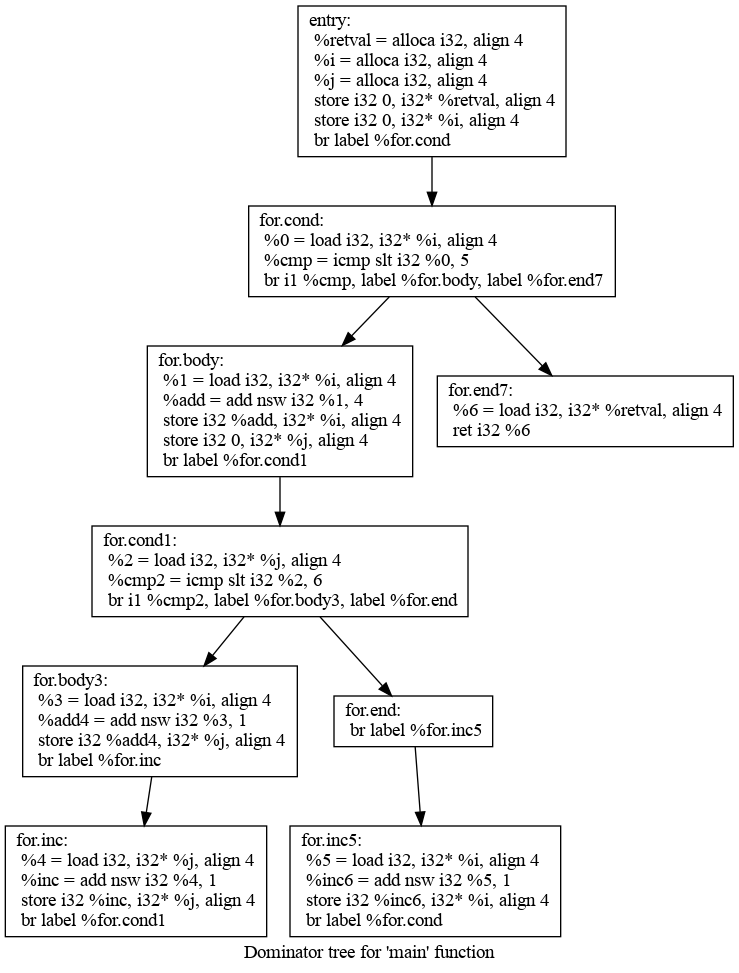 entry:
%retval = alloca i32, align 4
%i = alloca i32, align 4
%j = alloca i32, align 4
store i32 0, i32* %retval, align 4
store i32 0, i32* %i, align 4
br label %for.cond
for.cond:
%0 = load i32, i32* %i, align 4
%cmp = icmp slt i32 %0, 5
br i1 %cmp, label %for.body, label %for.end7
for.body:
%1 = load i32, i32* %i, align 4
%add = add nsw i32 %1, 4
store i32 %add, i32* %i, align 4
store i32 0, i32* %j, align 4
br label %for.cond1
for.end7:
%6 = load i32, i32* %retval, align 4
ret i32 %6
for.cond1:
%2 = load i32, i32* %j, align 4
%cmp2 = icmp slt i32 %2, 6
br i1 %cmp2, label %for.body3, label %for.end
for.body3:
%3 = load i32, i32* %i, align 4
%add4 = add nsw i32 %3, 1
store i32 %add4, i32* %j, align 4
br label %for.inc
for.end:
br label %for.inc5
for.inc:
%4 = load i32, i32* %j, align 4
%inc = add nsw i32 %4, 1
store i32 %inc, i32* %j, align 4
br label %for.cond1
for.inc5:
%5 = load i32, i32* %i, align 4
%inc6 = add nsw i32 %5, 1
store i32 %inc6, i32* %i, align 4
br label %for.cond
Dominator tree for 'main' function